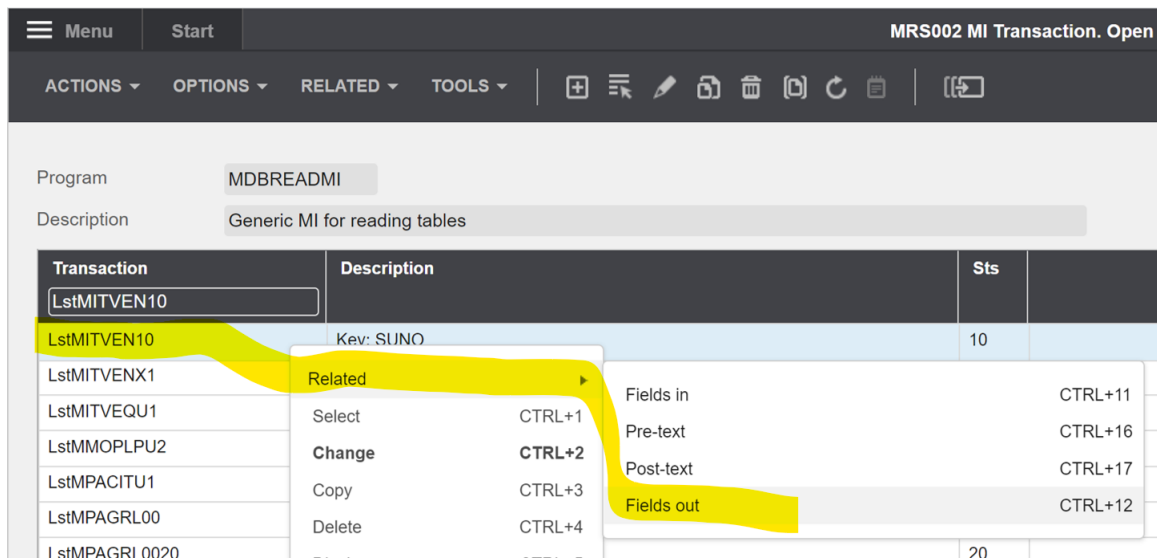 Menu Start MRS002 MI Transaction. Open
ACTIONS OPTIONS RELATED TOOLS
Program MDBREADMI
Description Generic MI for reading tables
Transaction Description Sts
LstMITVEN10
LstMITVEN10 Key: SUNO 10
LstMITVENX1 Related
Fields in CTRL+11
LstMITVEQU1 Select CTRL+1
Pre-text CTRL+16
LstMMOPLPU2 Change CTRL+2
Post-text CTRL+17
LstMPACITU1 Copy CTRL+3
Fields out CTRL+12
LstMPAGRL00 Delete CTRL+4
LstMPAGRL0020 20